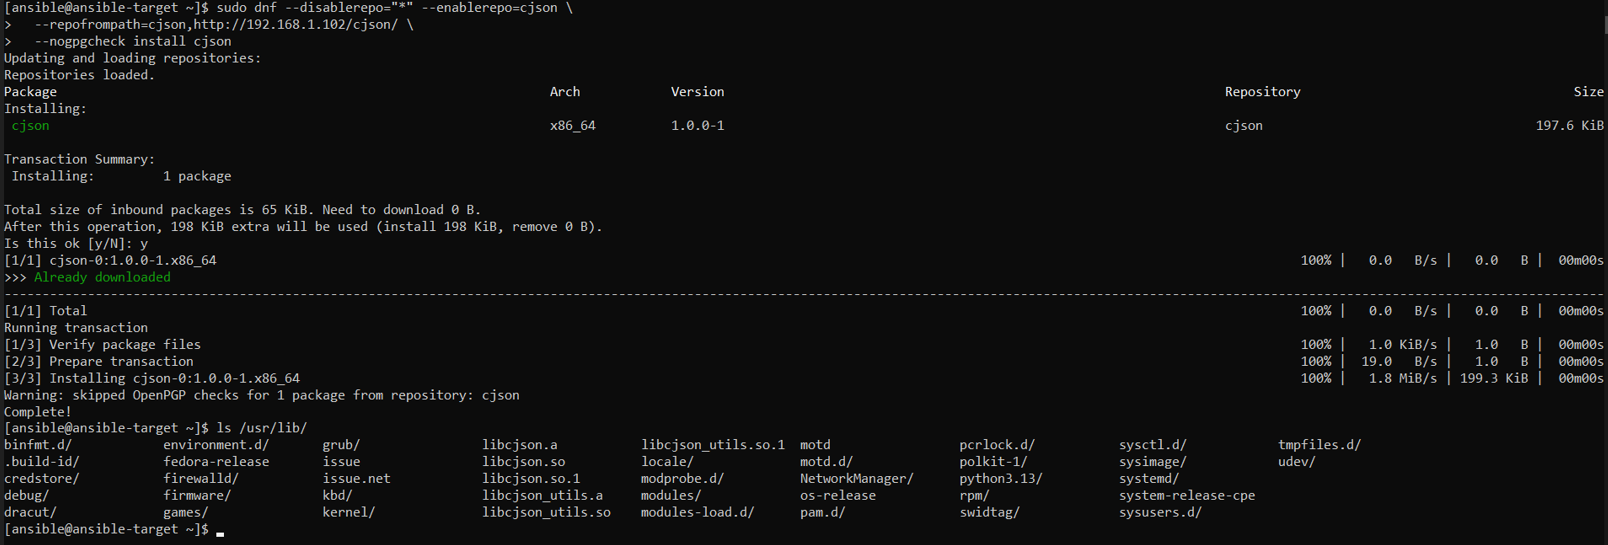 [ansible@ansible-target ~]$ sudo dnf --disablerepo="*" --enablerepo=cjson \
>   --repofrompath=cjson,http://192.168.1.102/cjson/ \
>   --nogpgcheck install cjson
Updating and loading repositories:
Repositories loaded.
Package Arch Version Repository Size
Installing:
 cjson x86_64 1.0.0-1 cjson 197.6 KiB
Transaction Summary:
 Installing: 1 package
Total size of inbound packages is 65 KiB. Need to download 0 B.
After this operation, 198 KiB extra will be used (install 198 KiB, remove 0 B).
Is this ok [y/N]: y
[1/1] cjson-0:1.0.0-1.x86_64 100% | 0.0 B/s | 0.0 B | 00m00s
>>> Already downloaded
------------------------------------------------------------
[1/1] Total 100% | 0.0 B/s | 0.0 B | 00m00s
Running transaction
[1/3] Verify package files 100% | 1.0 KiB/s | 1.0 B | 00m00s
[2/3] Prepare transaction 100% | 19.0 B/s | 1.0 B | 00m00s
[3/3] Installing cjson-0:1.0.0-1.x86_64 100% | 1.8 MiB/s | 199.3 KiB | 00m00s
Warning: skipped OpenPGP checks for 1 package from repository: cjson
Complete!
[ansible@ansible-target ~]$ ls /usr/lib/
binfmt.d/ environment.d/ grub/ libcjson.a libcjson_utils.so.1 motd pcrlock.d/ sysctl.d/ tmpfiles.d/
.build-id/ fedora-release issue libcjson.so locale/ motd.d/ polkit-1/ sysimage/ udev/
credstore/ firewalld/ issue.net libcjson.so.1 modprobe.d/ NetworkManager/ python3.13/ systemd/
debug/ firmware/ kbd/ libcjson_utils.a modules/ os-release rpm/ system-release-cpe
dracut/ games/ kernel/ libcjson_utils.so modules-load.d/ pam.d/ swidtag/ sysusers.d/
[ansible@ansible-target ~]$